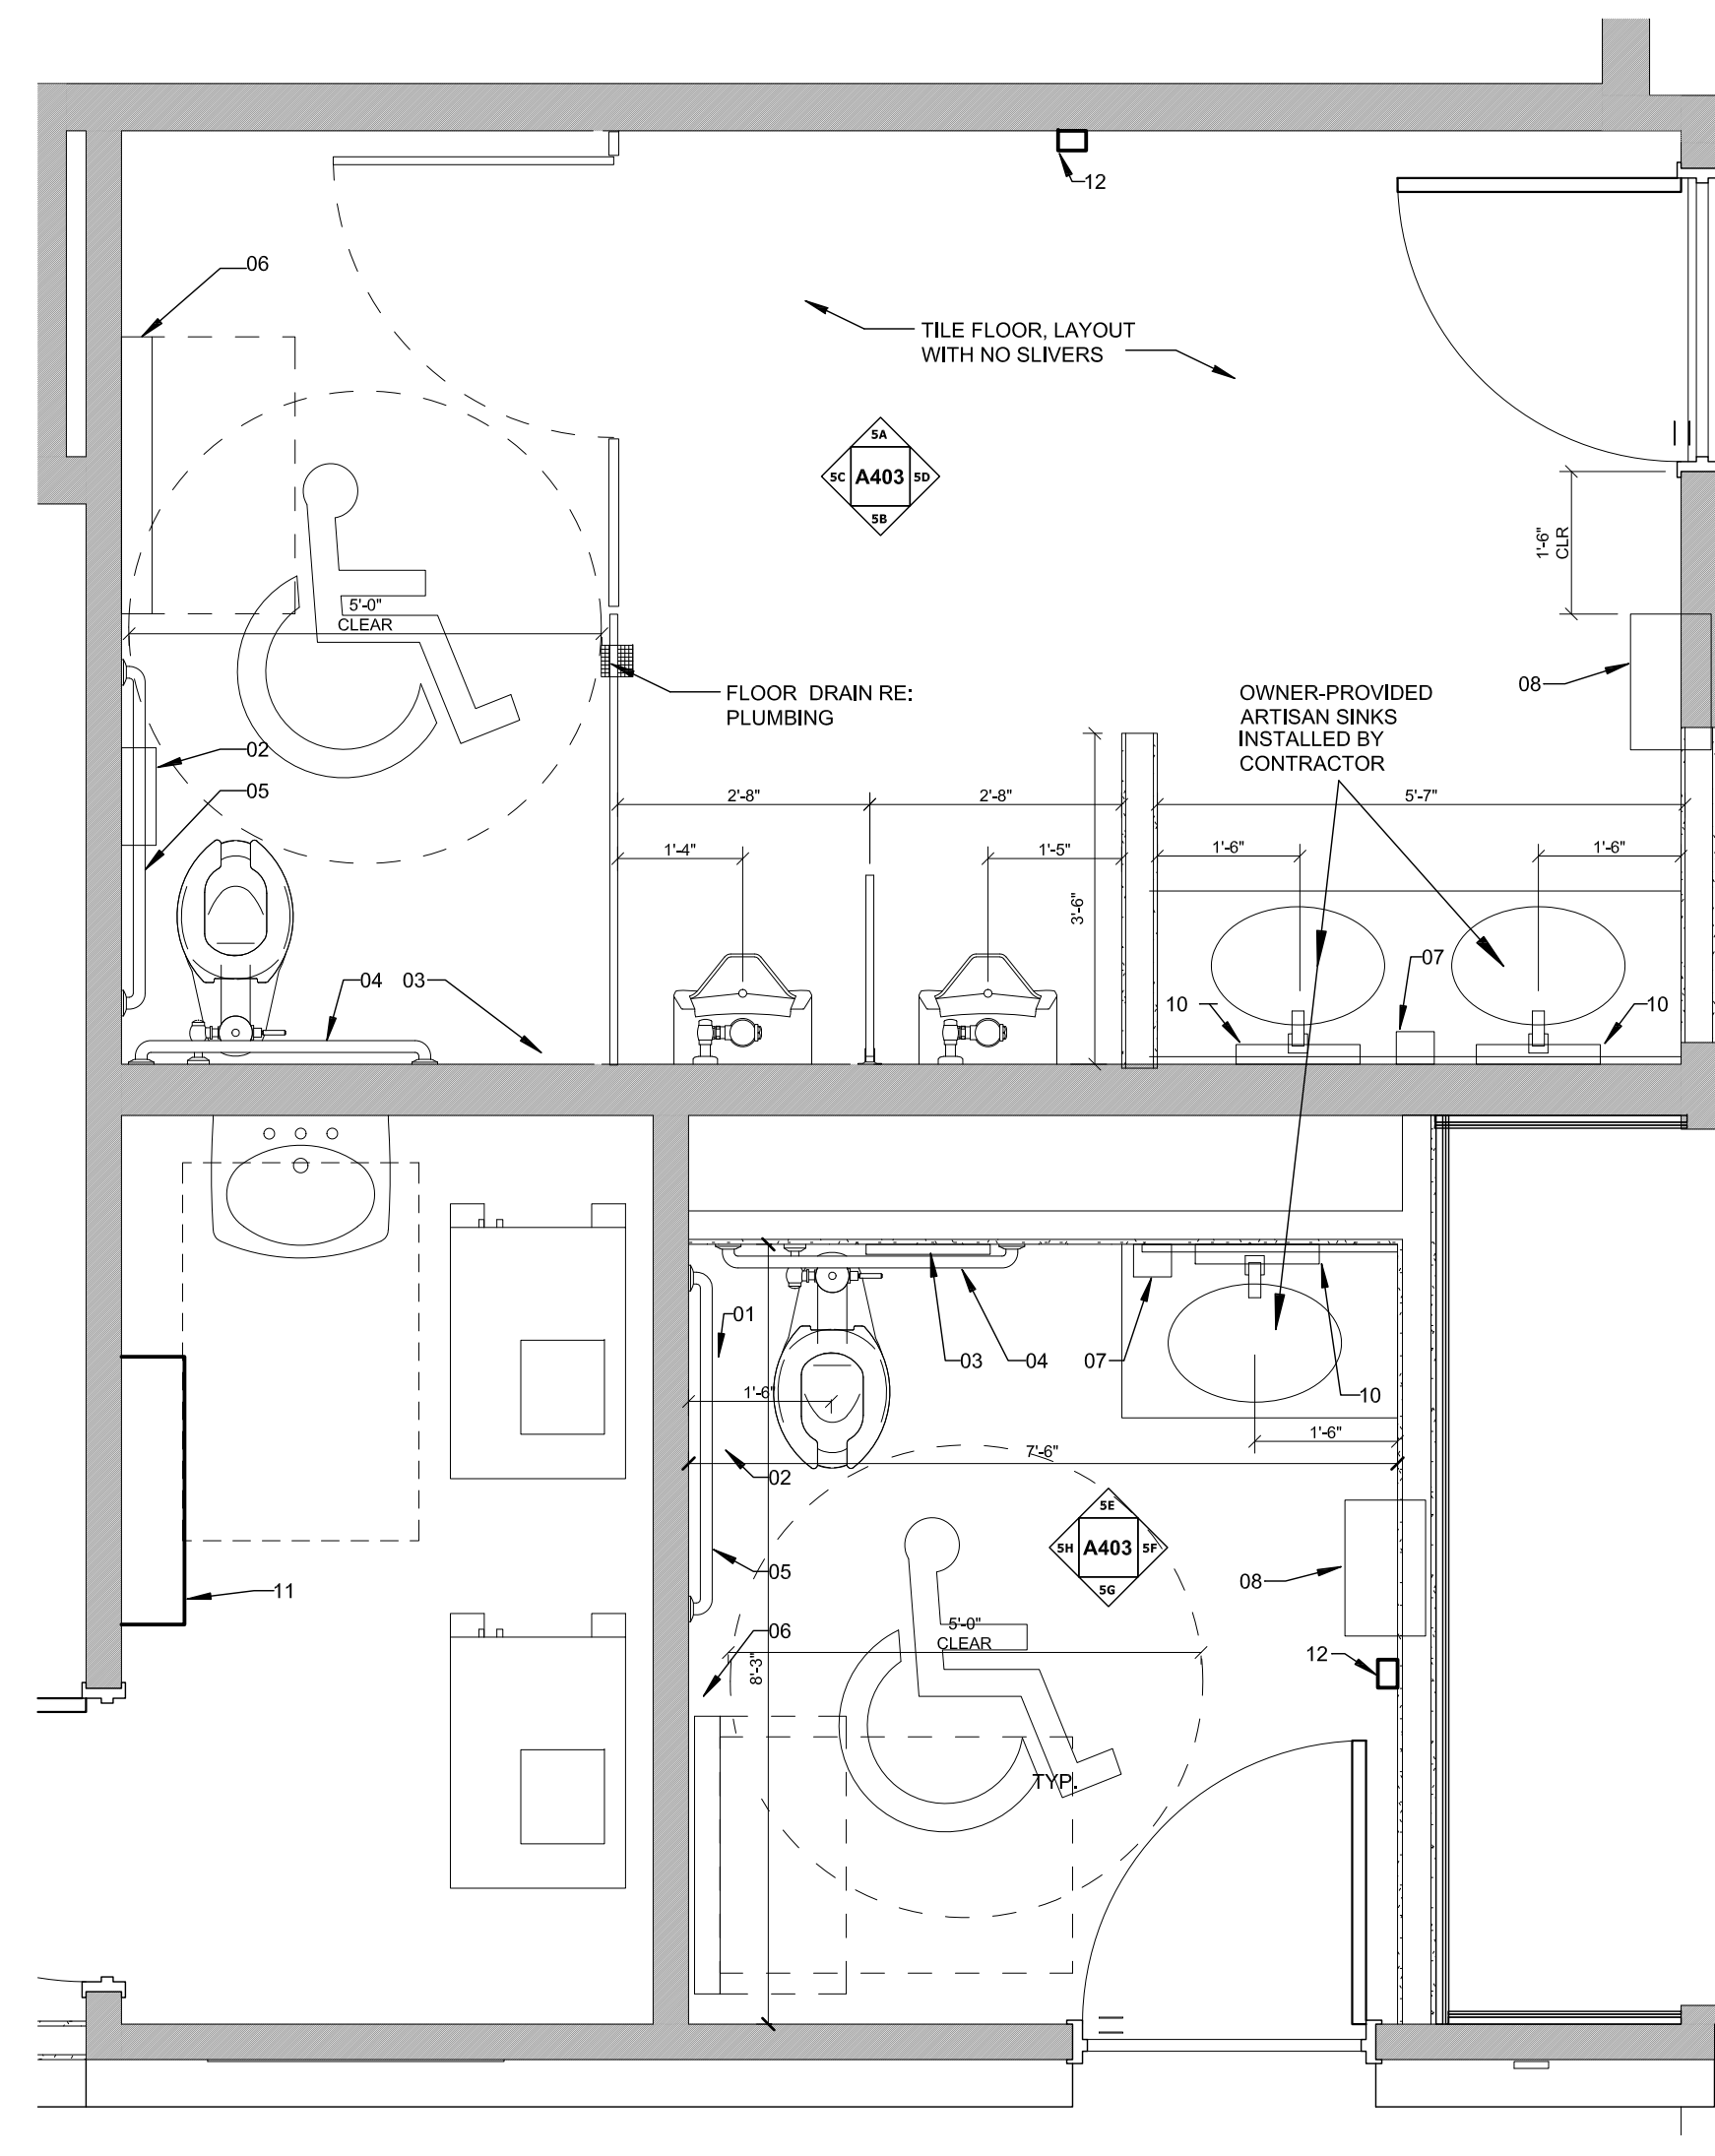 12
06
TILE FLOOR, LAYOUT
WITH NO SLIVERS
5A
5C A403 5D
5B
1'-6"
CLR
5'-0"
CLEAR
FLOOR DRAIN RE:
PLUMBING
OWNER-PROVIDED
ARTISAN SINKS
INSTALLED BY
CONTRACTOR
08
02
05
2'-8"
2'-8"
5'-7"
1'-4"
1'-5"
1'-6"
1'-6"
3'-6"
04
03
07
10
10
01
03
04
07
10
1'-6"
1'-6"
7'-6"
02
5E
5H A403 5F
5G
05
08
11
06
5'-0"
CLEAR
8'-3"
12
TYP.